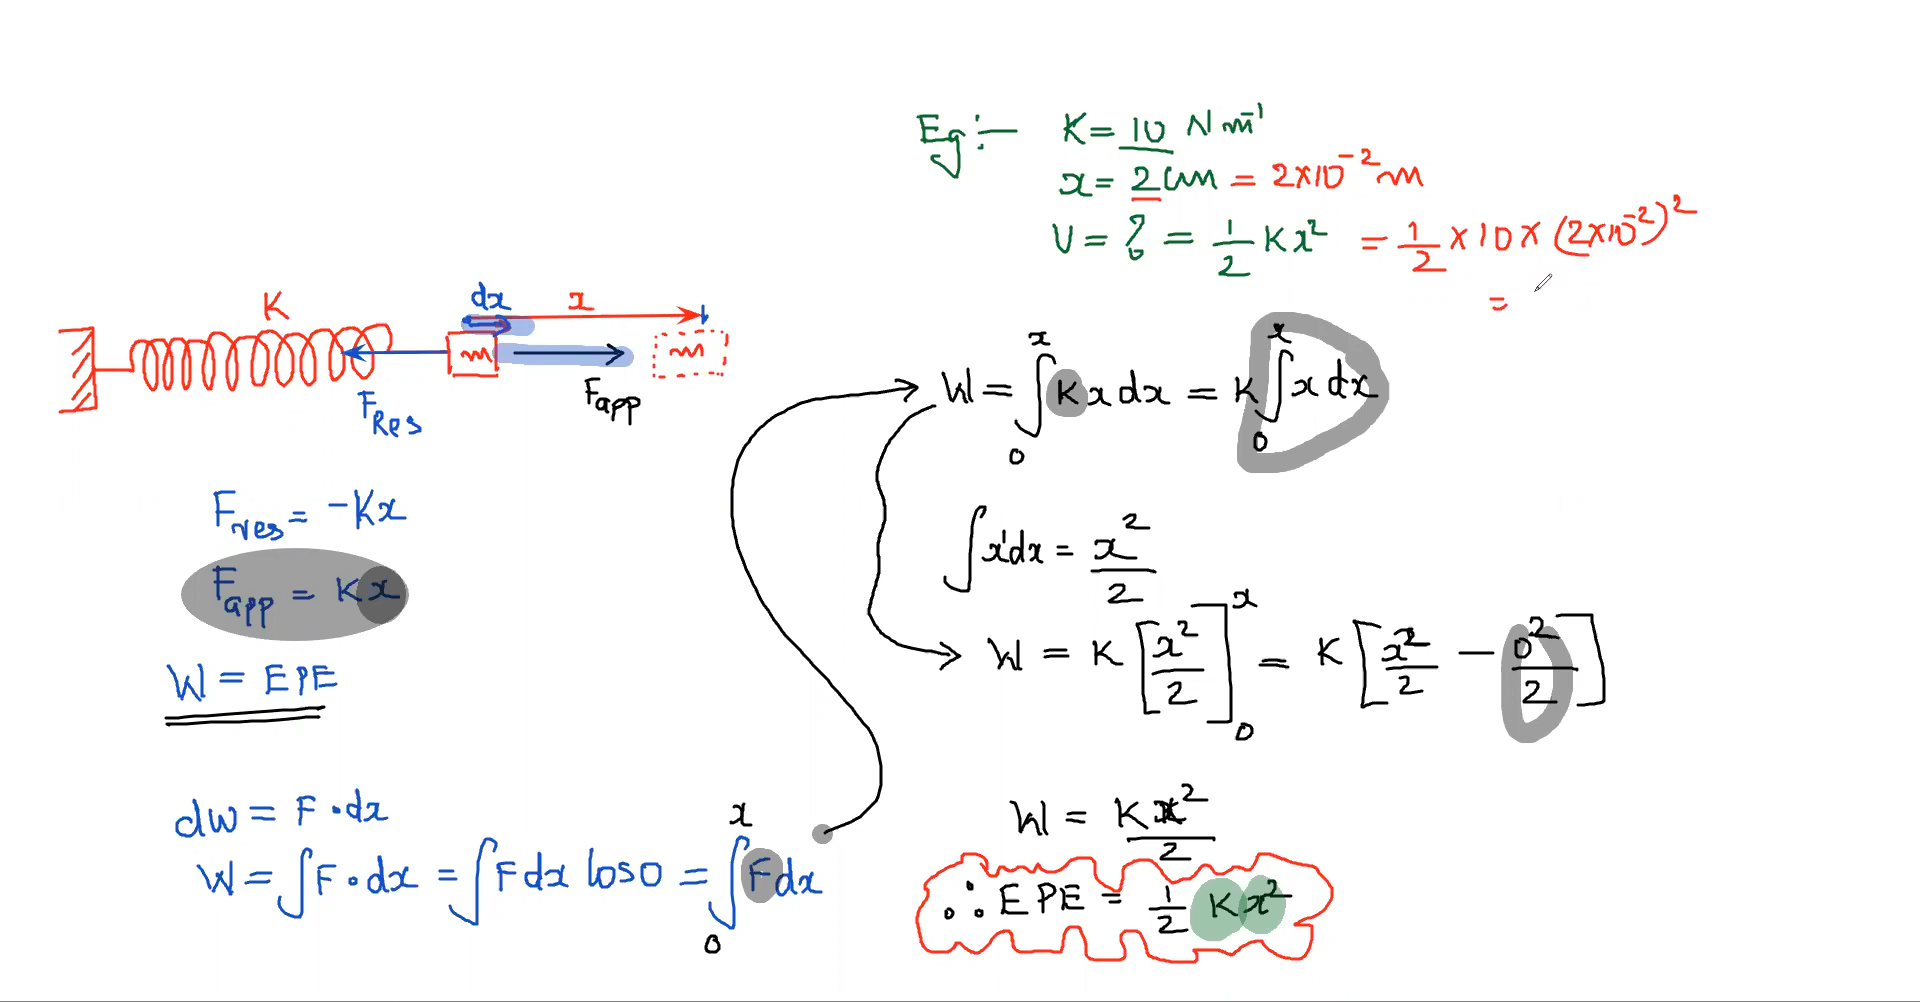 Eg:- K = 10 N m⁻¹
x = 2 cm = 2×10⁻² m
U = ? = 1/2 K x² = 1/2 × 10 × (2×10⁻²)²
=
K
dx x
m m
F_Res
F_app
F_res = -Kx
F_app = Kx
W = EPE
dw = F · dx
W = ∫F · dx = ∫F dx cos0 = ∫₀ˣ F dx
W = ∫₀ˣ K x dx = K ∫₀ˣ x dx
∫x¹dx = x²/2
W = K [x²/2]₀ˣ = K [x²/2 − 0²/2]
W = Kx²/2
∴ EPE = 1/2 K x²